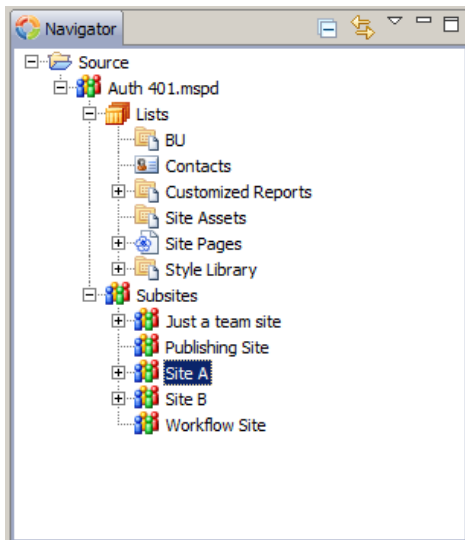 Navigator
Source
Auth 401.mspd
Lists
BU
Contacts
Customized Reports
Site Assets
Site Pages
Style Library
Subsites
Just a team site
Publishing Site
Site A
Site B
Workflow Site